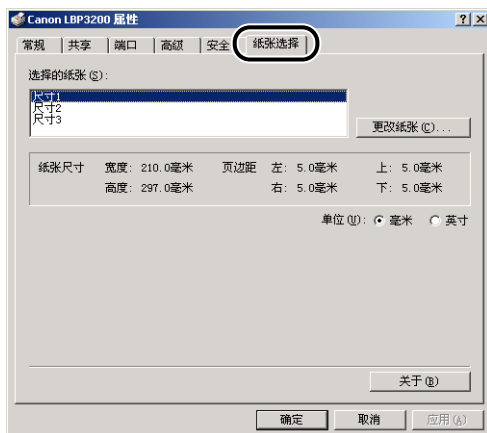 Canon LBP3200 属性
常规 共享 端口 高级 安全 纸张选择
选择的纸张(S):
尺寸1
尺寸2
尺寸3
更改纸张(C)...
纸张尺寸 宽度: 210.0毫米 页边距 左: 5.0毫米 上: 5.0毫米
高度: 297.0毫米 右: 5.0毫米 下: 5.0毫米
单位(U): 毫米 英寸
关于(B)
确定 取消 应用(A)